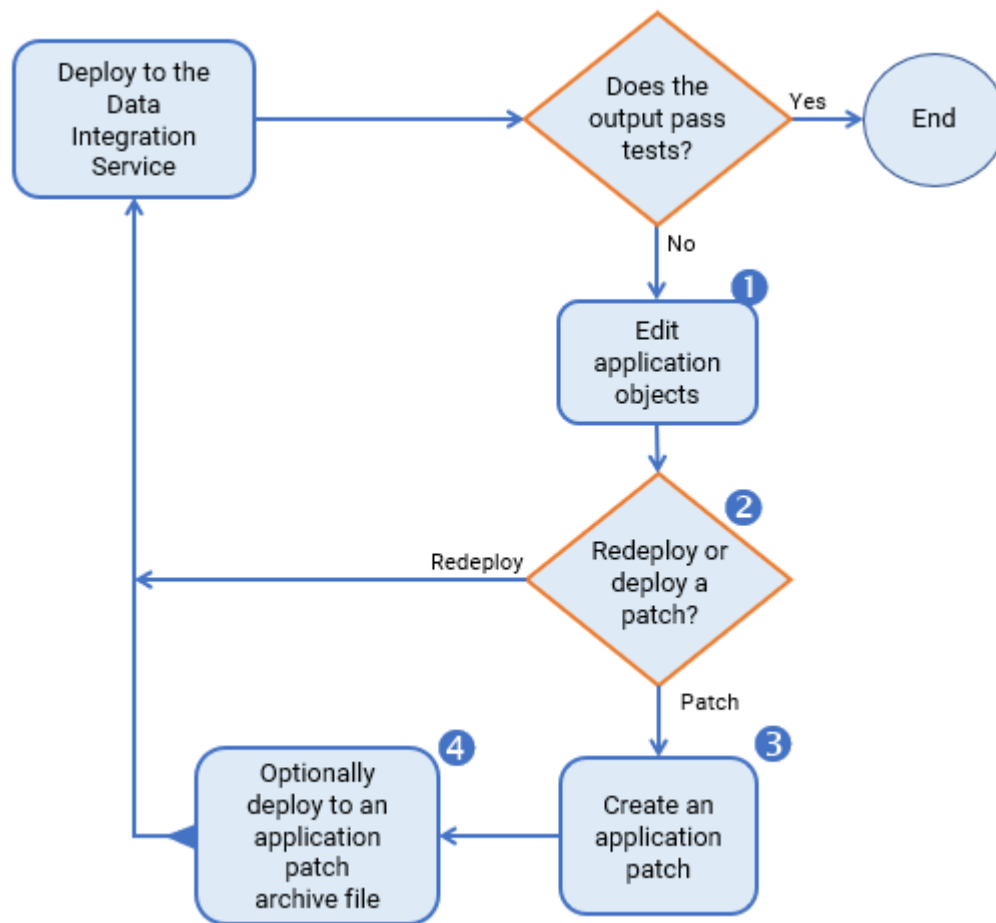 Deploy to the
Data
Integration
Service
Does the
output pass
tests?
Yes
End
No
1
Edit
application
objects
2
Redeploy or
deploy a
patch?
Redeploy
Patch
3
Create an
application
patch
4
Optionally
deploy to an
application
patch
archive file